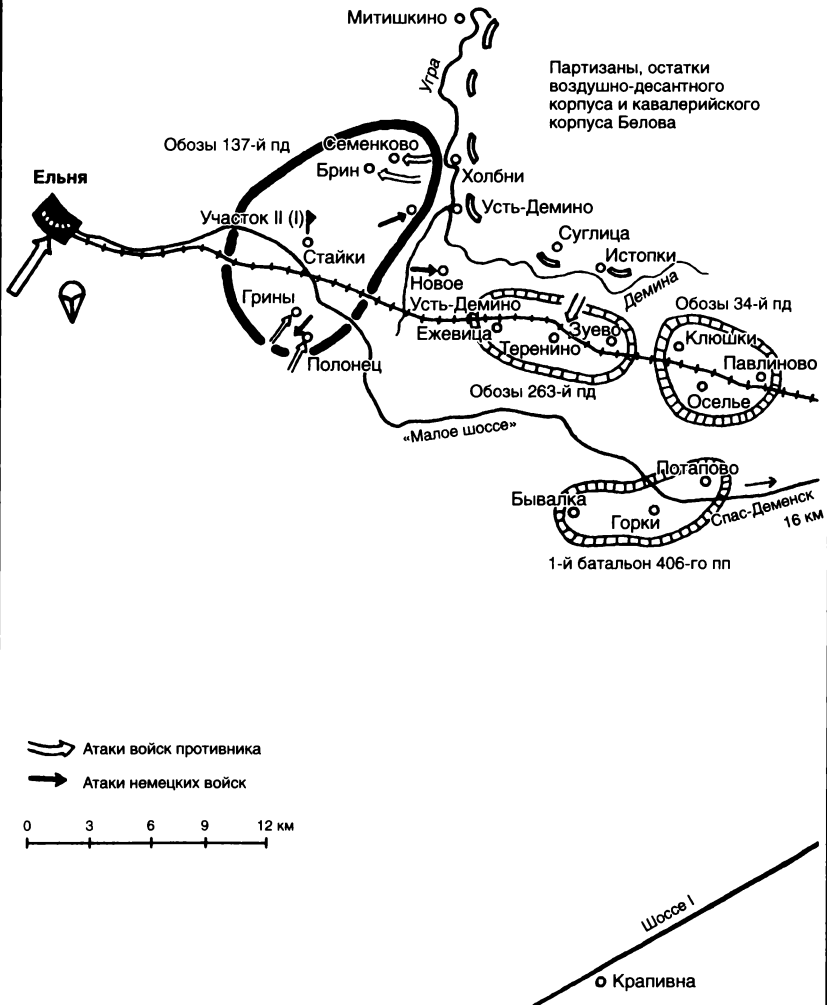 Митишкино
Угра
Партизаны, остатки
воздушно-десантного
корпуса и кавалерийского
корпуса Белова
Обозы 137-й пд
Семенково
Брин
Холбни
Ельня
Усть-Демино
Участок II (I)
Суглица
Стайки
Истопки
Новое
Демина
Грины
Усть-Демино
Обозы 34-й пд
Ежевица
Зуево
Клюшки
Теренино
Полонец
Павлиново
Обозы 263-й пд
Оселье
«Малое шоссе»
Потапово
Бывалка
Горки
Спас-Деменск
16 км
1-й батальон 406-го пп
Атаки войск противника
Атаки немецких войск
0 3 6 9 12 км
Шоссе I
Крапивна